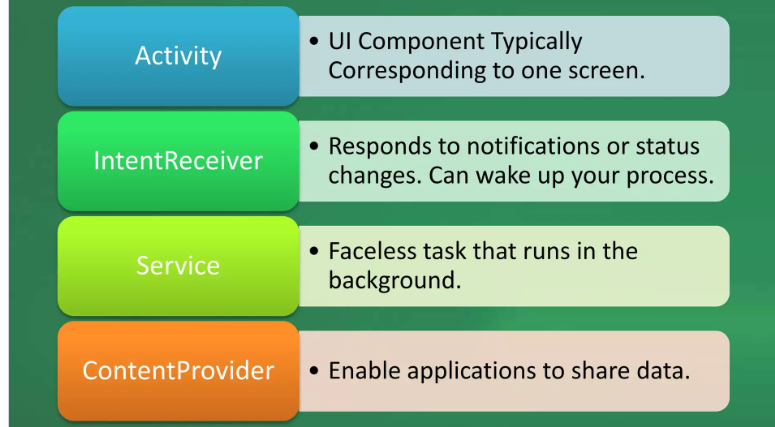 Activity
• UI Component Typically
Corresponding to one screen.
IntentReceiver
• Responds to notifications or status
changes. Can wake up your process.
Service
• Faceless task that runs in the
background.
ContentProvider
• Enable applications to share data.